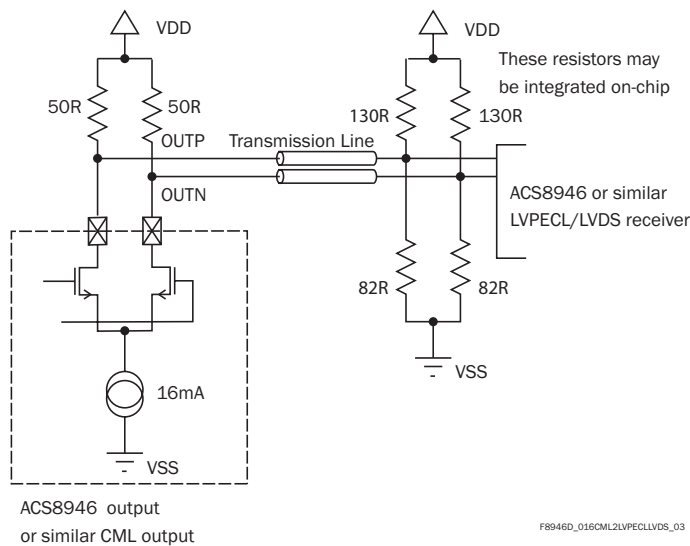 VDD
VDD
These resistors may
be integrated on-chip
50R
50R
130R
130R
OUTP
Transmission Line
OUTN
ACS8946 or similar
LVPECL/LVDS receiver
82R
82R
16mA
VSS
VSS
ACS8946 output
or similar CML output
F8946D_016CML2LVPECLLVDS_03